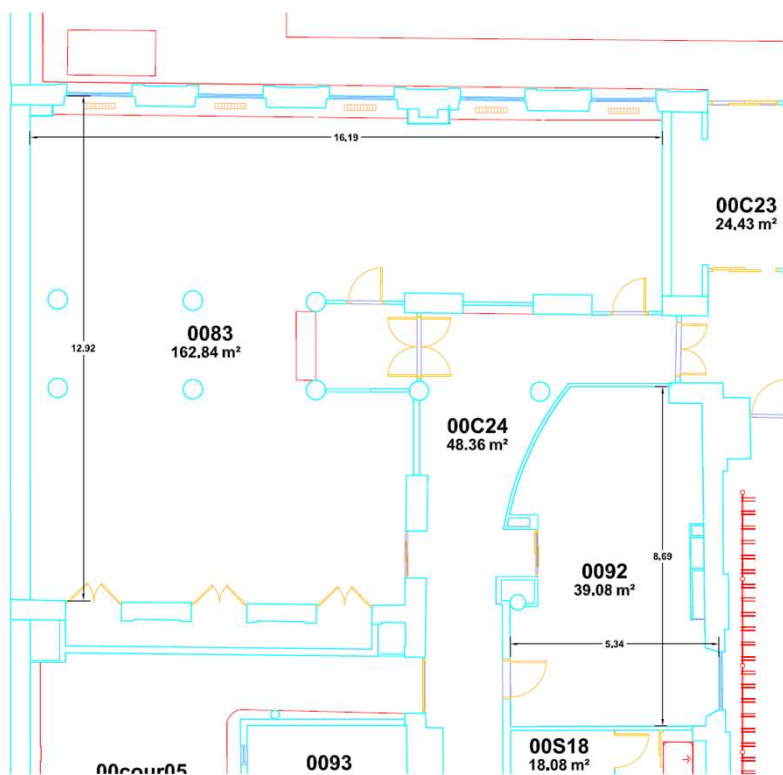 16,19
00C23
24.43 m²
0083
162.84 m²
12.92
00C24
48.36 m²
8,69
0092
39.08 m²
5,34
00S18
18.08 m²
0093
00cour05